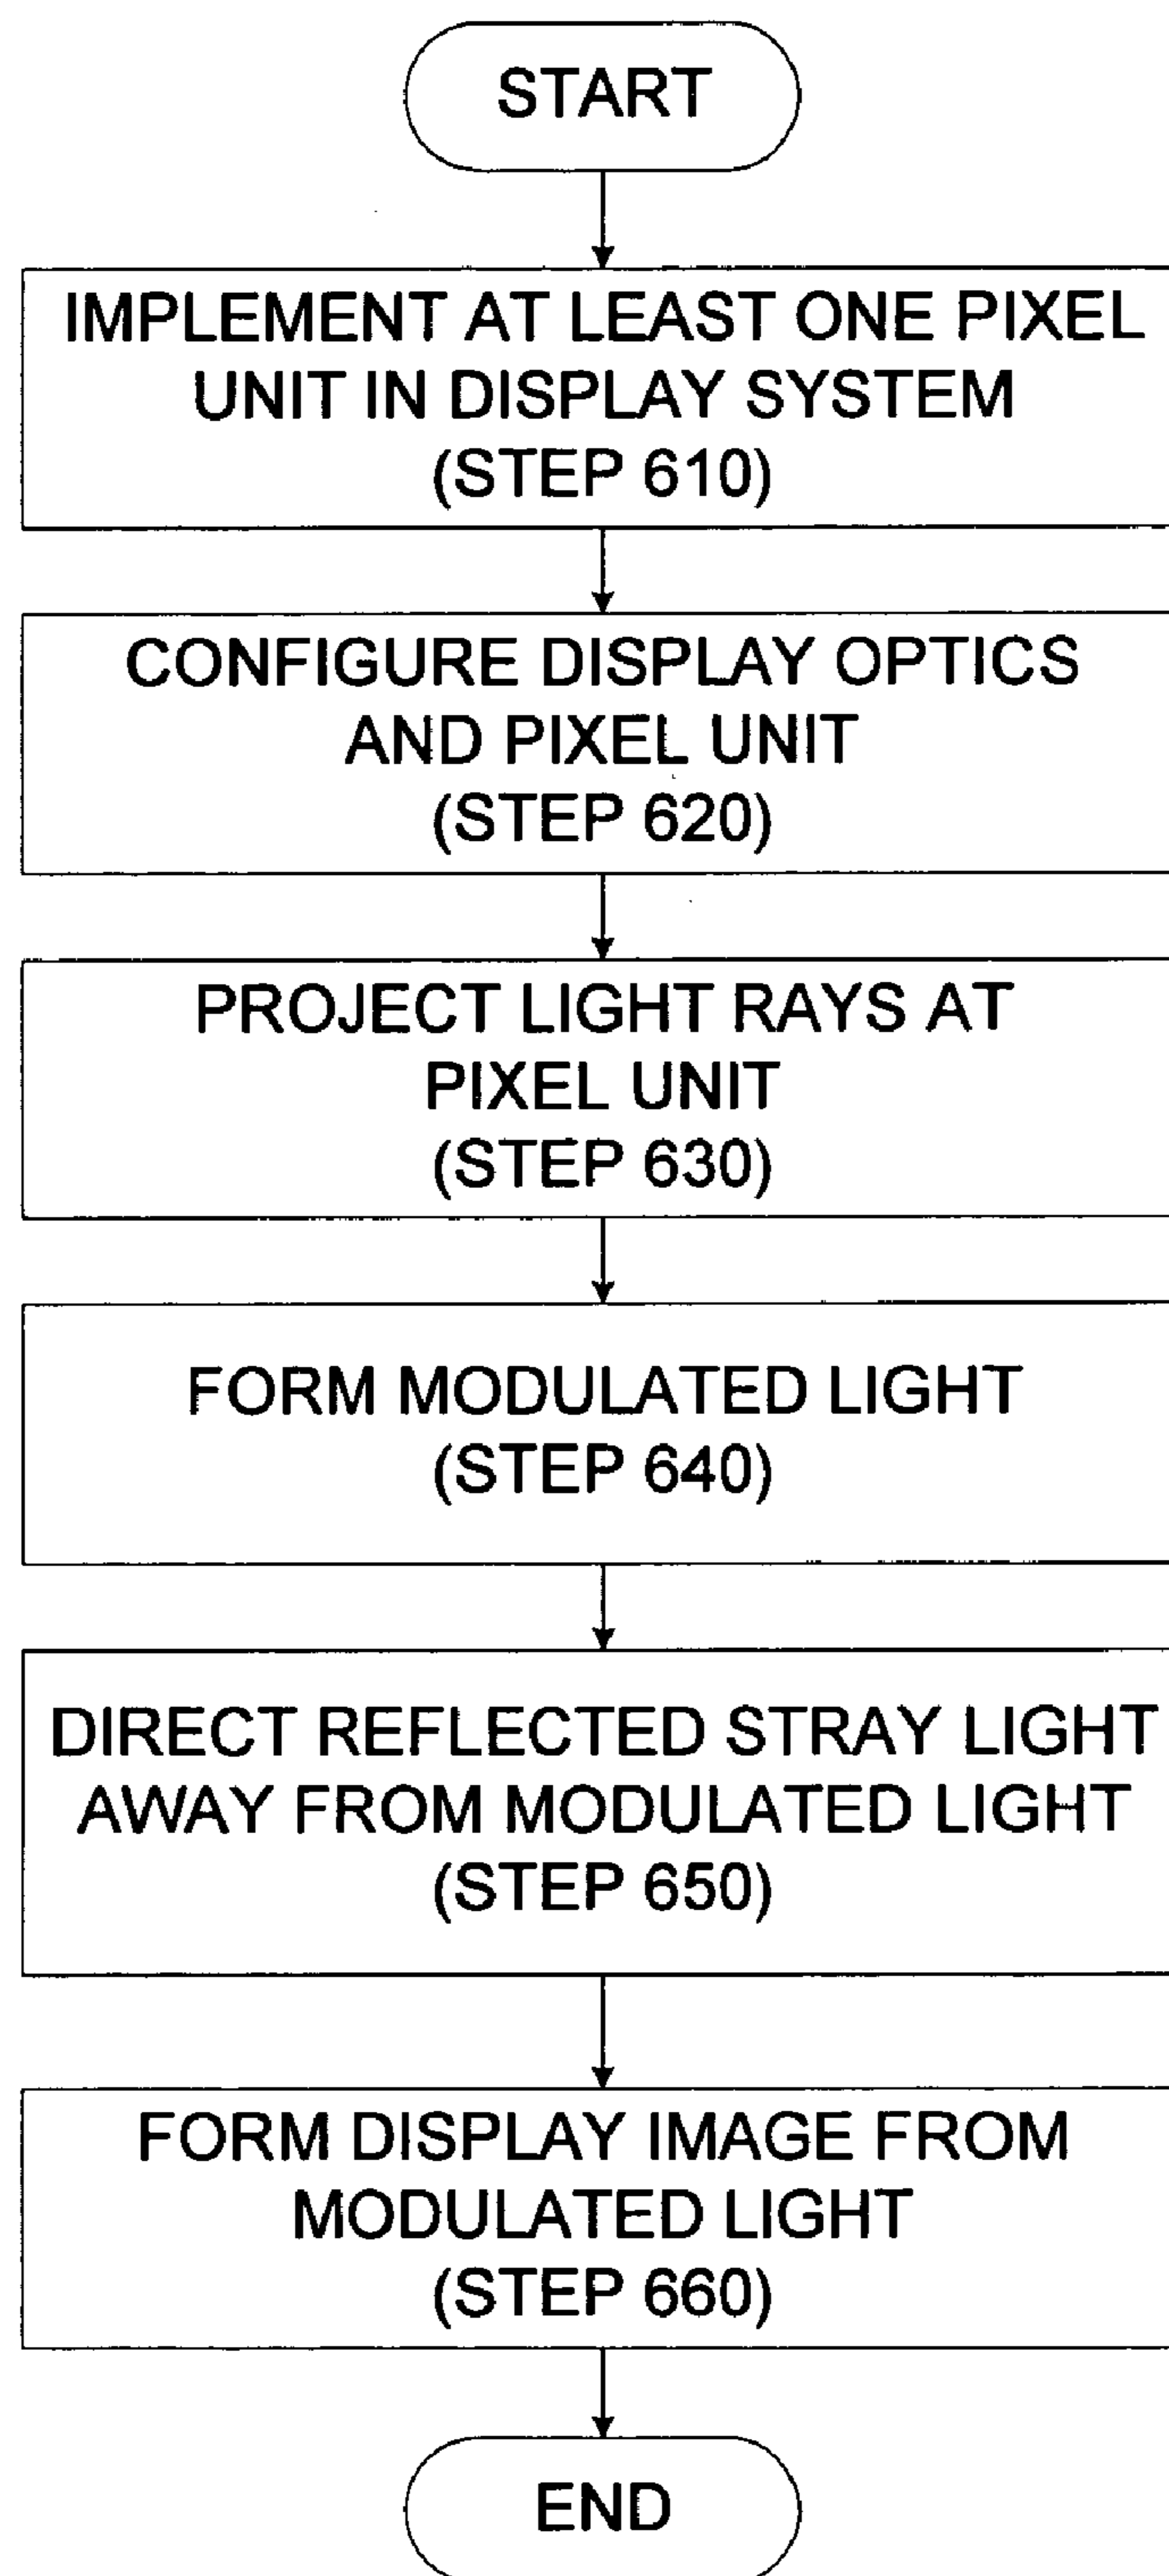 START
IMPLEMENT AT LEAST ONE PIXEL
UNIT IN DISPLAY SYSTEM
(STEP 610)
CONFIGURE DISPLAY OPTICS
AND PIXEL UNIT
(STEP 620)
PROJECT LIGHT RAYS AT
PIXEL UNIT
(STEP 630)
FORM MODULATED LIGHT
(STEP 640)
DIRECT REFLECTED STRAY LIGHT
AWAY FROM MODULATED LIGHT
(STEP 650)
FORM DISPLAY IMAGE FROM
MODULATED LIGHT
(STEP 660)
END